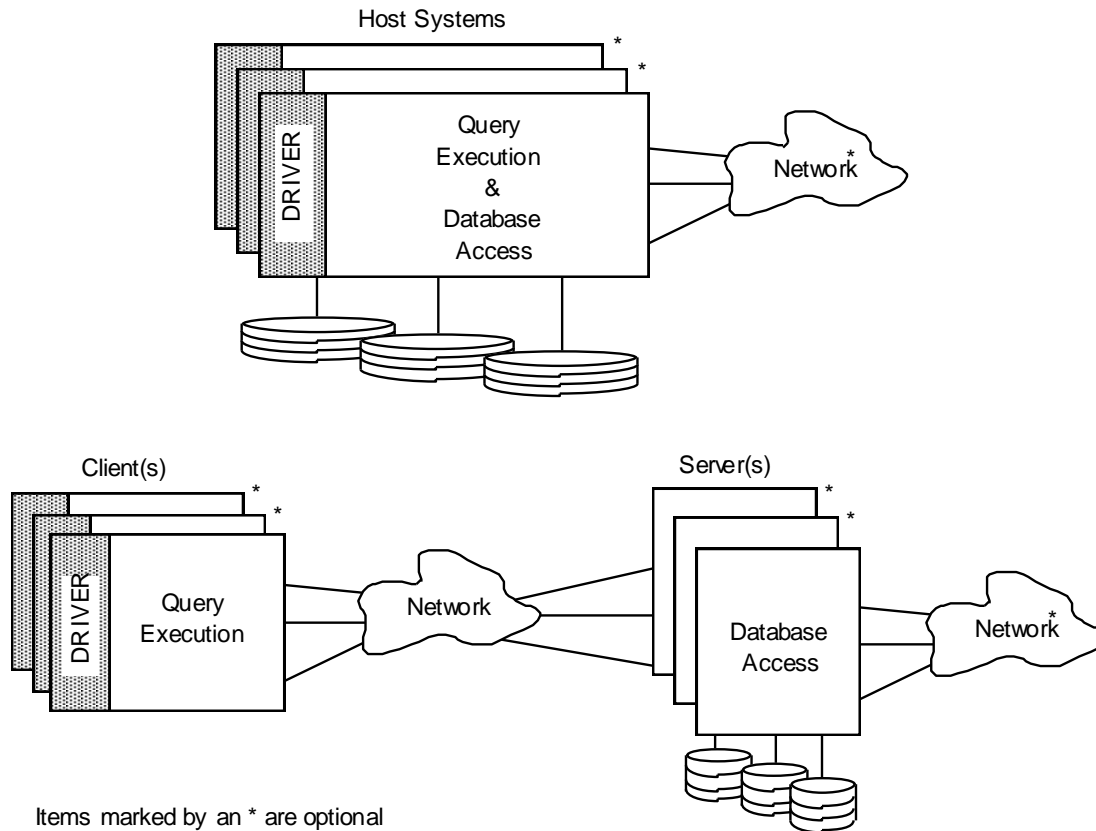 Host Systems
*
*
DRIVER
Query
Execution
&
Database
Access
Network*
Client(s)
*
*
DRIVER
Query
Execution
Network
Server(s)
*
*
Database
Access
Network*
Items marked by an * are optional